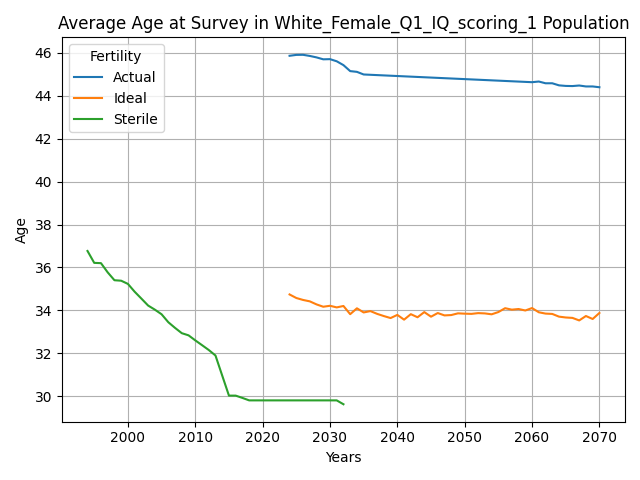 Average Age at Survey in White_Female_Q1_IQ_scoring_1 Population
Fertility
Actual
Ideal
Sterile
46
44
42
40
38
36
34
32
30
Age
2000
2010
2020
2030
2040
2050
2060
2070
Years